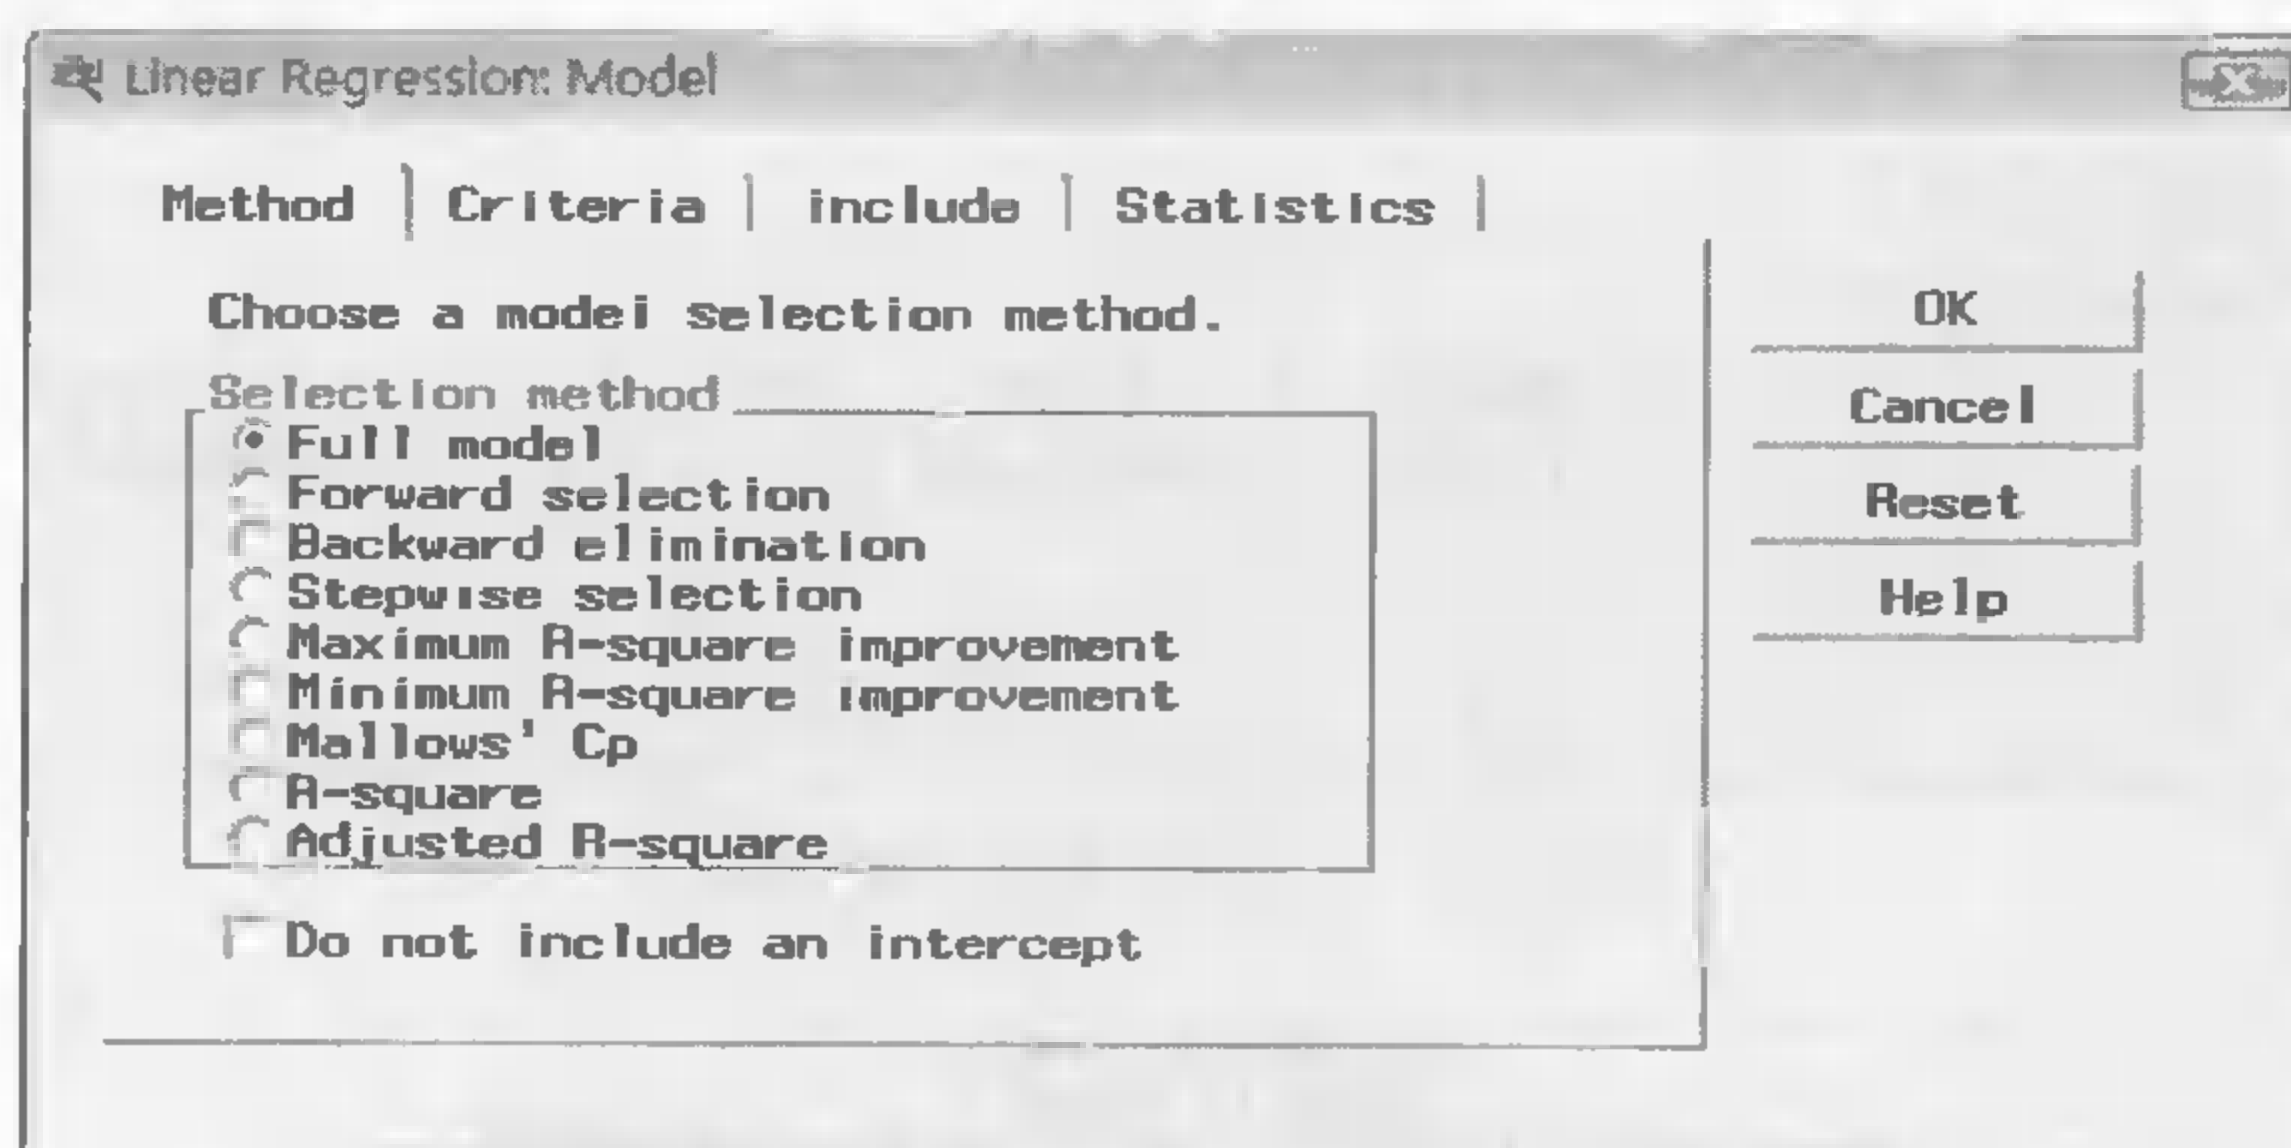 Linear Regression: Model
Method Criteria include Statistics
Choose a model selection method.
Selection method
Full model
Forward selection
Backward elimination
Stepwise selection
Maximum R-square improvement
Minimum R-square improvement
Mallows' Cp
R-square
Adjusted R-square
Do not include an intercept
OK
Cancel
Reset
Help